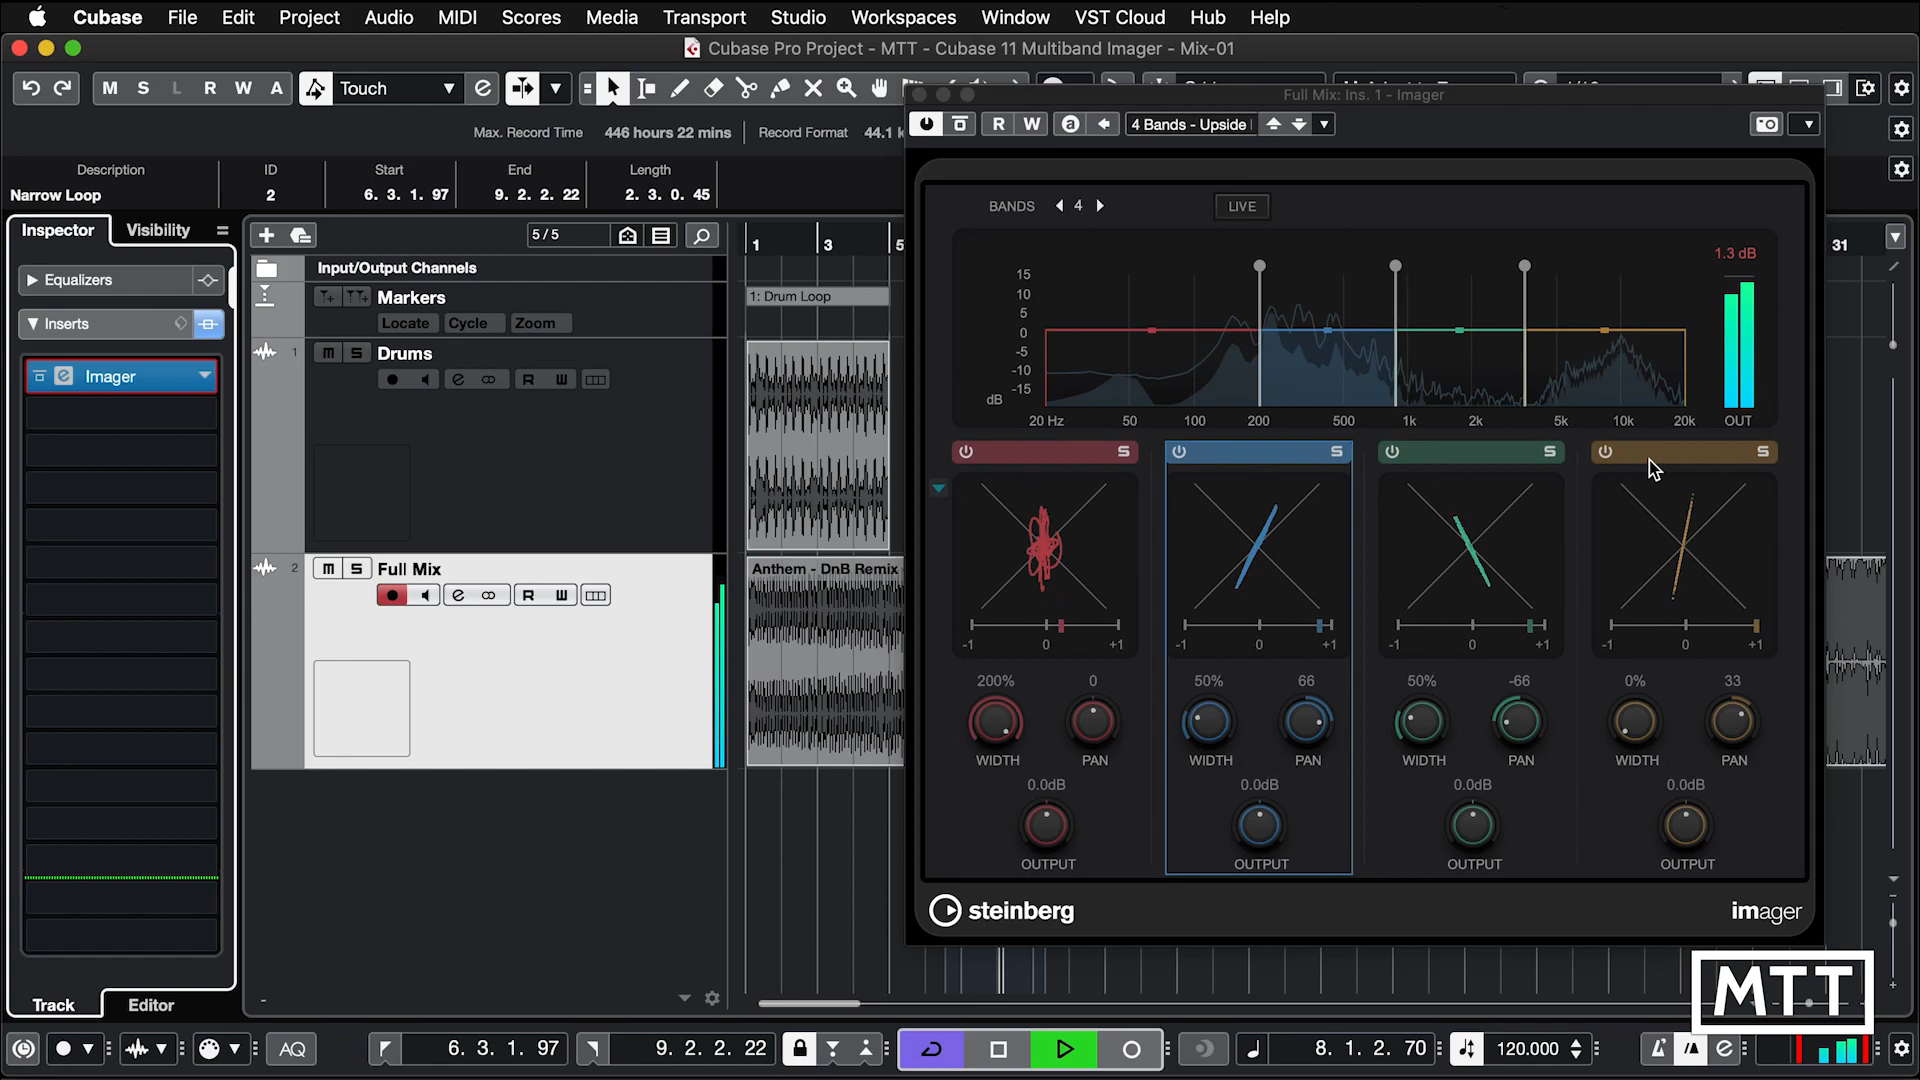 Cubase File Edit Project Audio MIDI Scores Media Transport Studio Workspaces Window VST Cloud Hub Help
Cubase Pro Project - MTT - Cubase 11 Multiband Imager - Mix-01
M S L R W A Touch
Full Mix: Ins. 1 - Imager
Max. Record Time 446 hours 22 mins Record Format 44.1
R W 4 Bands - Upside
Description ID Start End Length
Narrow Loop 2 6. 3. 1. 97 9. 2. 2. 22 2. 3. 0. 45
BANDS 4 LIVE
Inspector Visibility
5 / 5
1 3 5 31
Equalizers
Input/Output Channels
Markers
1: Drum Loop
Locate Cycle Zoom
Inserts
1 M S Drums
R W
Imager
1.3 dB
15
10
5
0
-5
-10
-15
dB
20 Hz 50 100 200 500 1k 2k 5k 10k 20k OUT
S S S S
-1 0 +1 -1 0 +1 -1 0 +1 -1 0 +1
2 M S Full Mix
R W
Anthem - DnB Remix
200% 0 50% 66 50% -66 0% 33
WIDTH PAN WIDTH PAN WIDTH PAN WIDTH PAN
0.0dB 0.0dB 0.0dB 0.0dB
OUTPUT OUTPUT OUTPUT OUTPUT
steinberg imager
MTT
Track Editor
AQ 6. 3. 1. 97 9. 2. 2. 22 8. 1. 2. 70 120.000